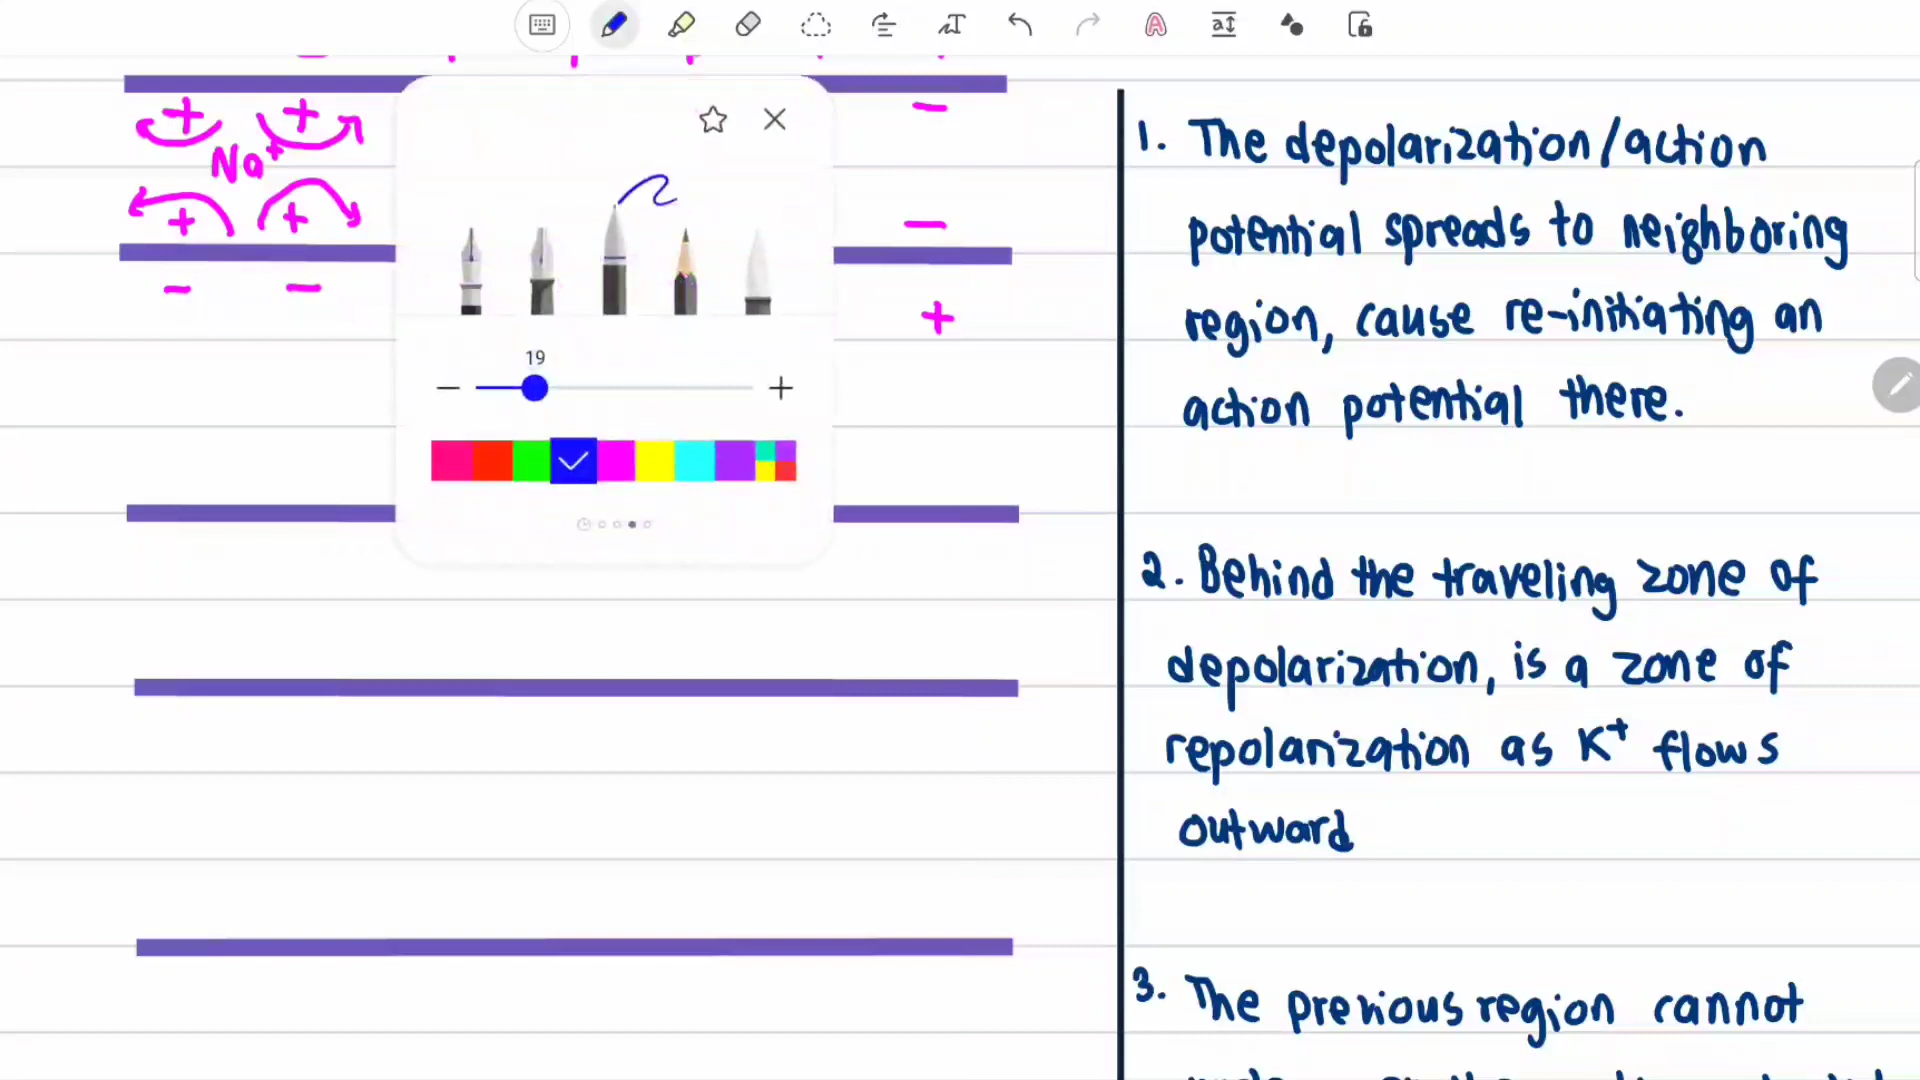 + +
Na+
+ +
- -
-
-
+
19
1. The depolarization/action
potential spreads to neighboring
region, cause re-initiating an
action potential there.
2. Behind the traveling zone of
depolarization, is a zone of
repolarization as K+ flows
outward
3. The previous region cannot